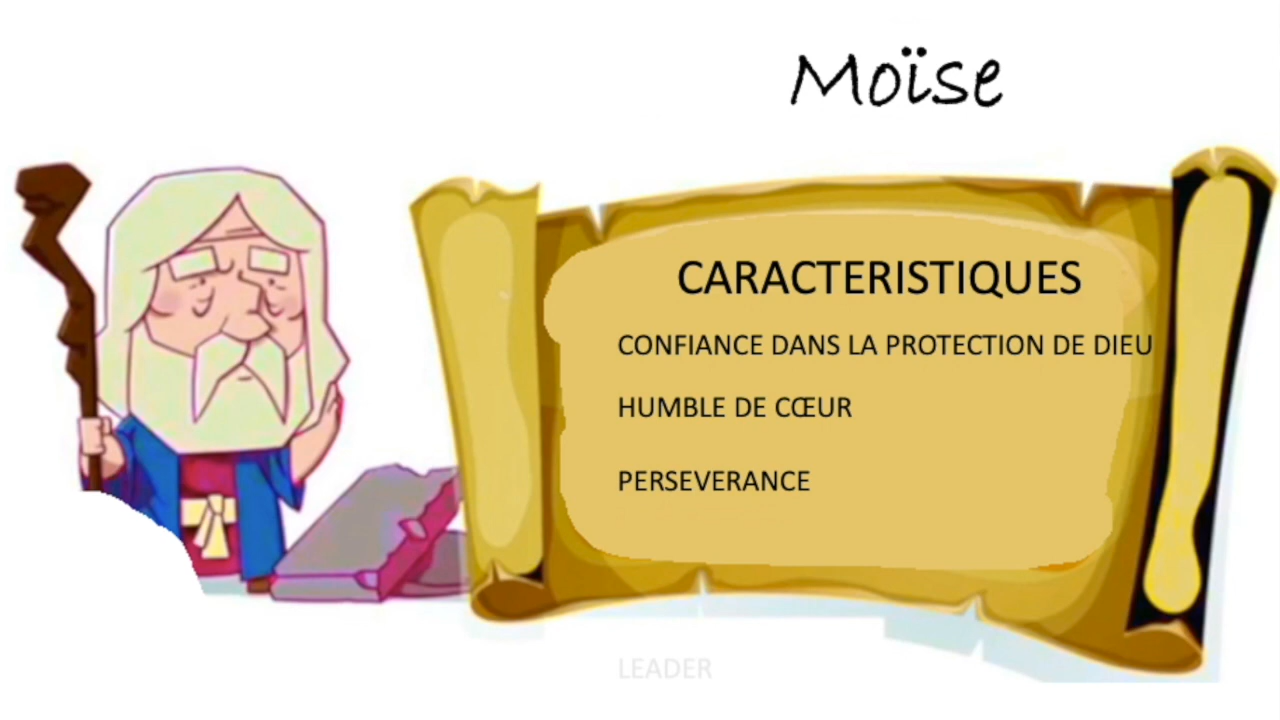 Moïse
CARACTERISTIQUES
CONFIANCE DANS LA PROTECTION DE DIEU
HUMBLE DE CŒUR
PERSEVERANCE
LEADER